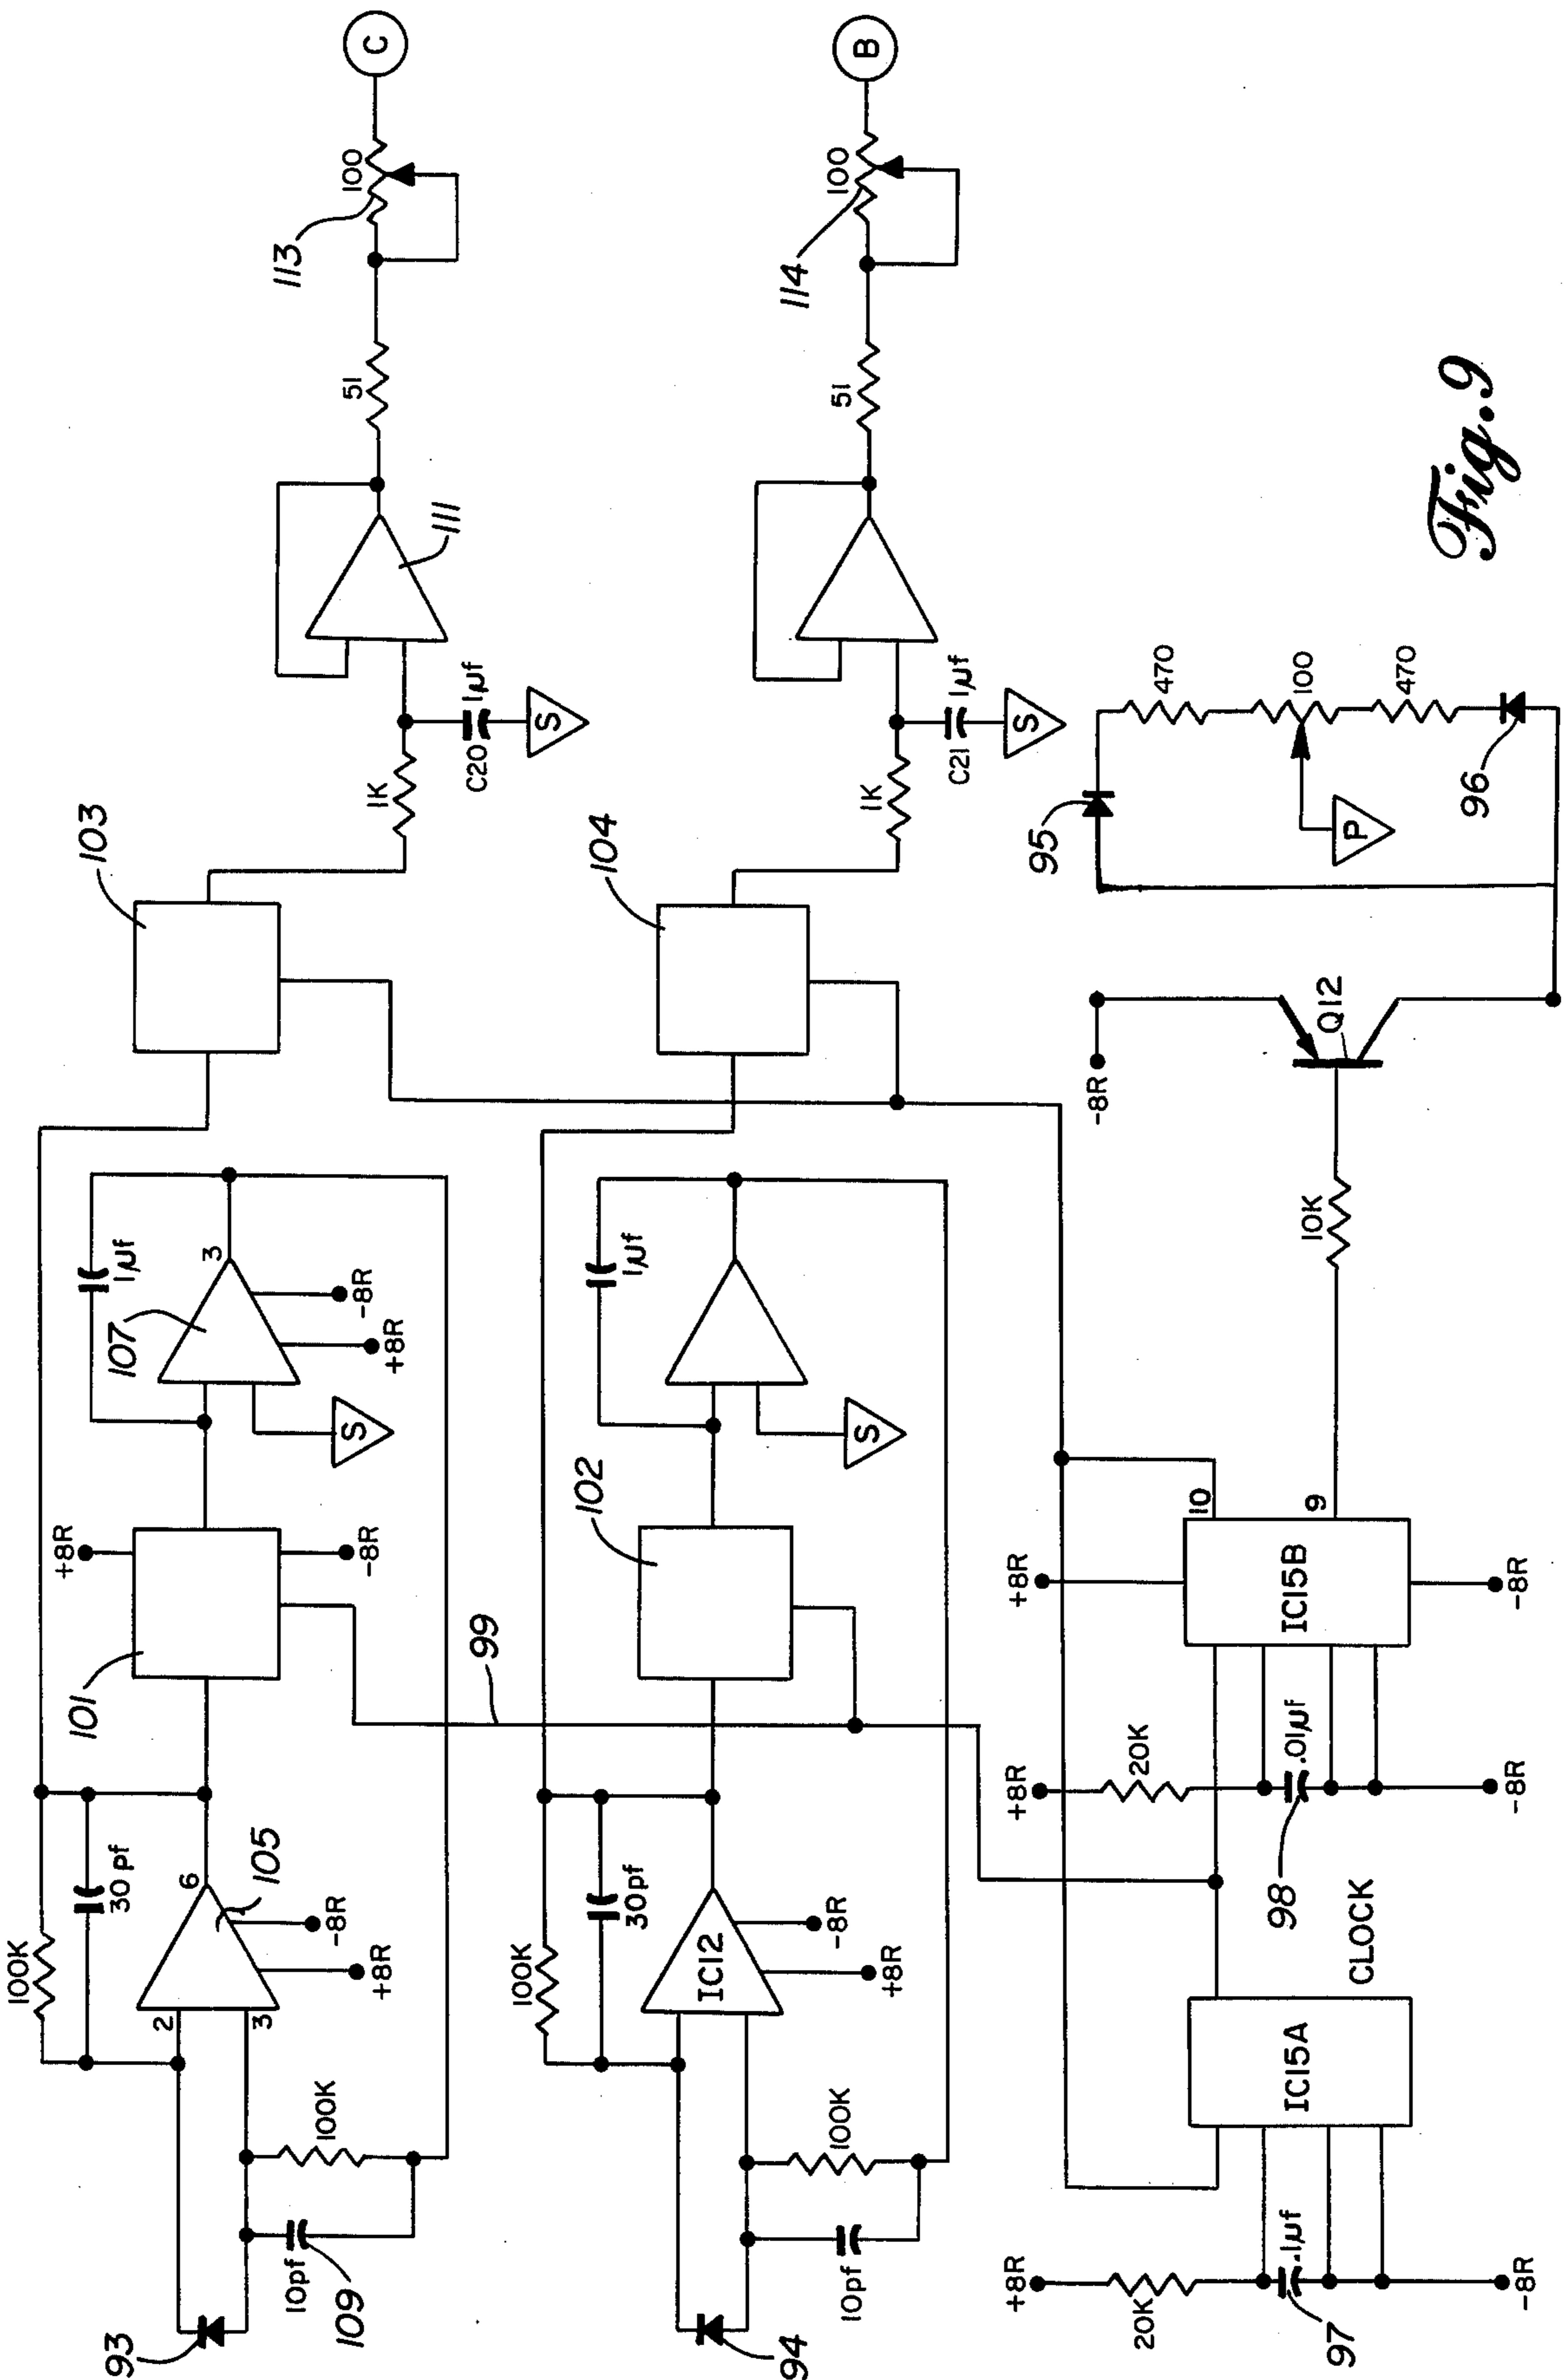 93
109
10pf
100K
100K
30 pf
2
3
6
105
+8R
-8R
101
+8R
-8R
99
107
1µf
3
+8R
-8R
S
103
1K
C20
1µf
S
111
51
113
100
C
94
10pf
100K
100K
30pf
IC12
+8R
-8R
102
1µf
S
104
1K
C21
1µf
S
51
114
100
B
+8R
20K
97
.1µf
-8R
IC15A
CLOCK
+8R
20K
98
.01µf
-8R
+8R
IC15B
10
9
-8R
10K
-8R
Q12
95
P
470
100
470
96
Fig. 9